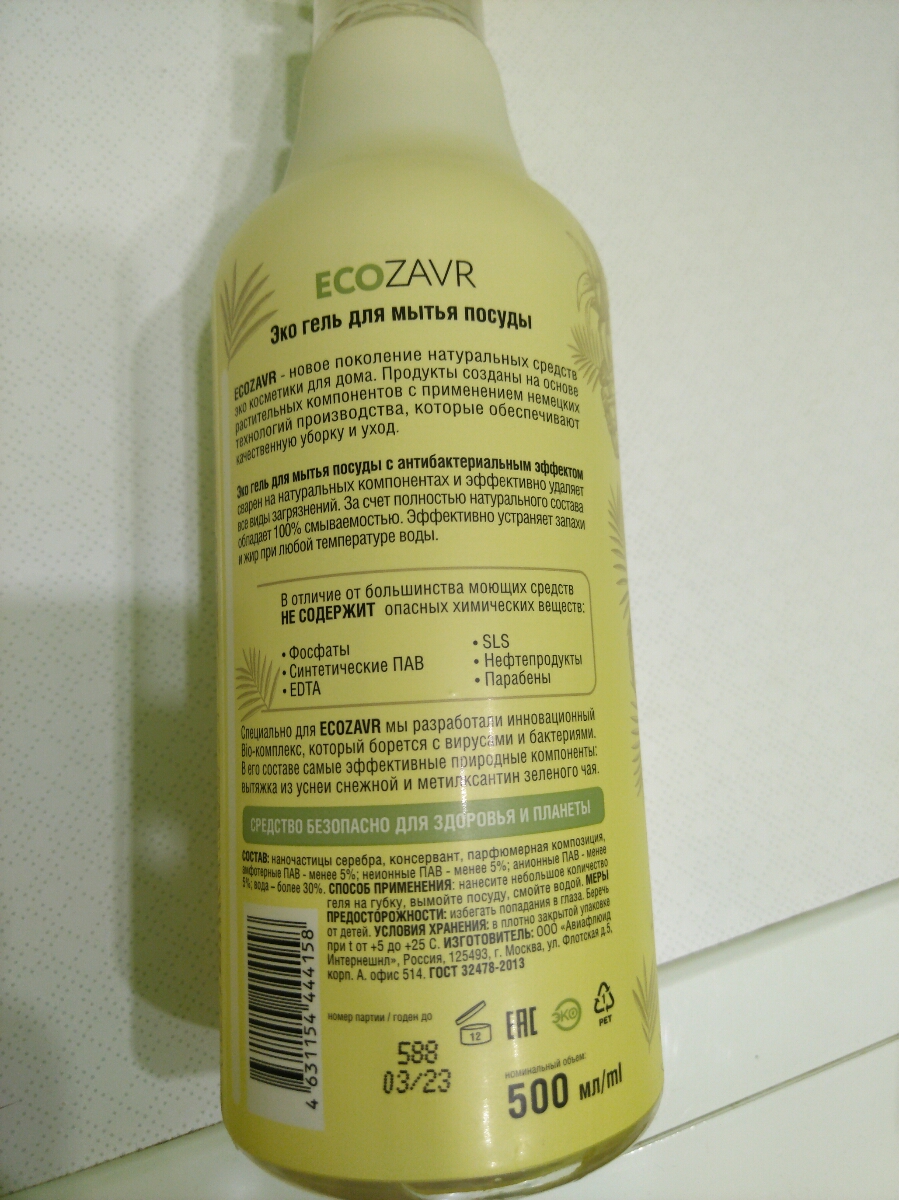 ECOZAVR
Эко гель для мытья посуды
ECOZAVR - новое поколение натуральных средств
эко косметики для дома. Продукты созданы на основе
растительных компонентов с применением немецких
технологий производства, которые обеспечивают
качественную уборку и уход.
Эко гель для мытья посуды с антибактериальным эффектом
сварен на натуральных компонентах и эффективно удаляет
все виды загрязнений. За счет полностью натурального состава
обладает 100% смываемостью. Эффективно устраняет запахи
и жир при любой температуре воды.
В отличие от большинства моющих средств
НЕ СОДЕРЖИТ опасных химических веществ:
• Фосфаты
• Синтетические ПАВ
• EDTA
• SLS
• Нефтепродукты
• Парабены
Специально для ECOZAVR мы разработали инновационный
Bio-комплекс, который борется с вирусами и бактериями.
В его составе самые эффективные природные компоненты:
вытяжка из уснеи снежной и метилксантин зеленого чая.
СРЕДСТВО БЕЗОПАСНО ДЛЯ ЗДОРОВЬЯ И ПЛАНЕТЫ
СОСТАВ: наночастицы серебра, консервант, парфюмерная композиция,
амфотерные ПАВ - менее 5%; неионные ПАВ - менее 5%; анионные ПАВ - менее
5%; вода – более 30%. СПОСОБ ПРИМЕНЕНИЯ: нанесите небольшое количество
геля на губку, вымойте посуду, смойте водой. МЕРЫ
ПРЕДОСТОРОЖНОСТИ: избегать попадания в глаза. Беречь
от детей. УСЛОВИЯ ХРАНЕНИЯ: в плотно закрытой упаковке
при t от +5 до +25 С. ИЗГОТОВИТЕЛЬ: ООО «Авиафлюид
Интернешнл», Россия, 125493, г. Москва, ул. Флотская д.5,
корп. А. офис 514. ГОСТ 32478-2013
4 631154 444158
номер партии / годен до
588
03/23
12
EAC
эко
1
PET
номинальный объем:
500 мл/ml